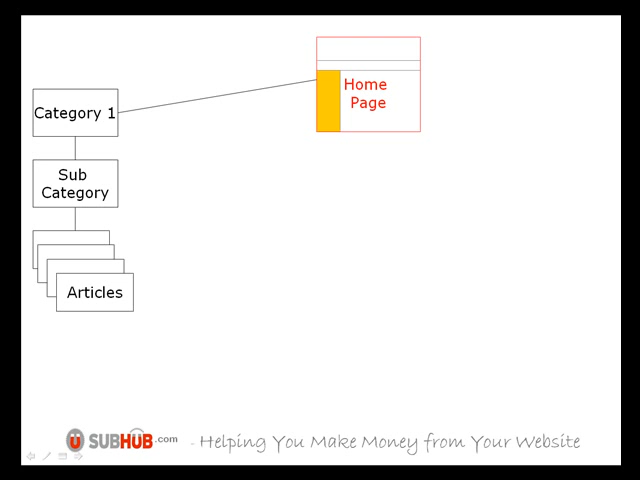 Home
Page
Category 1
Sub
Category
Articles
SUBHUB.com - Helping You Make Money from Your Website